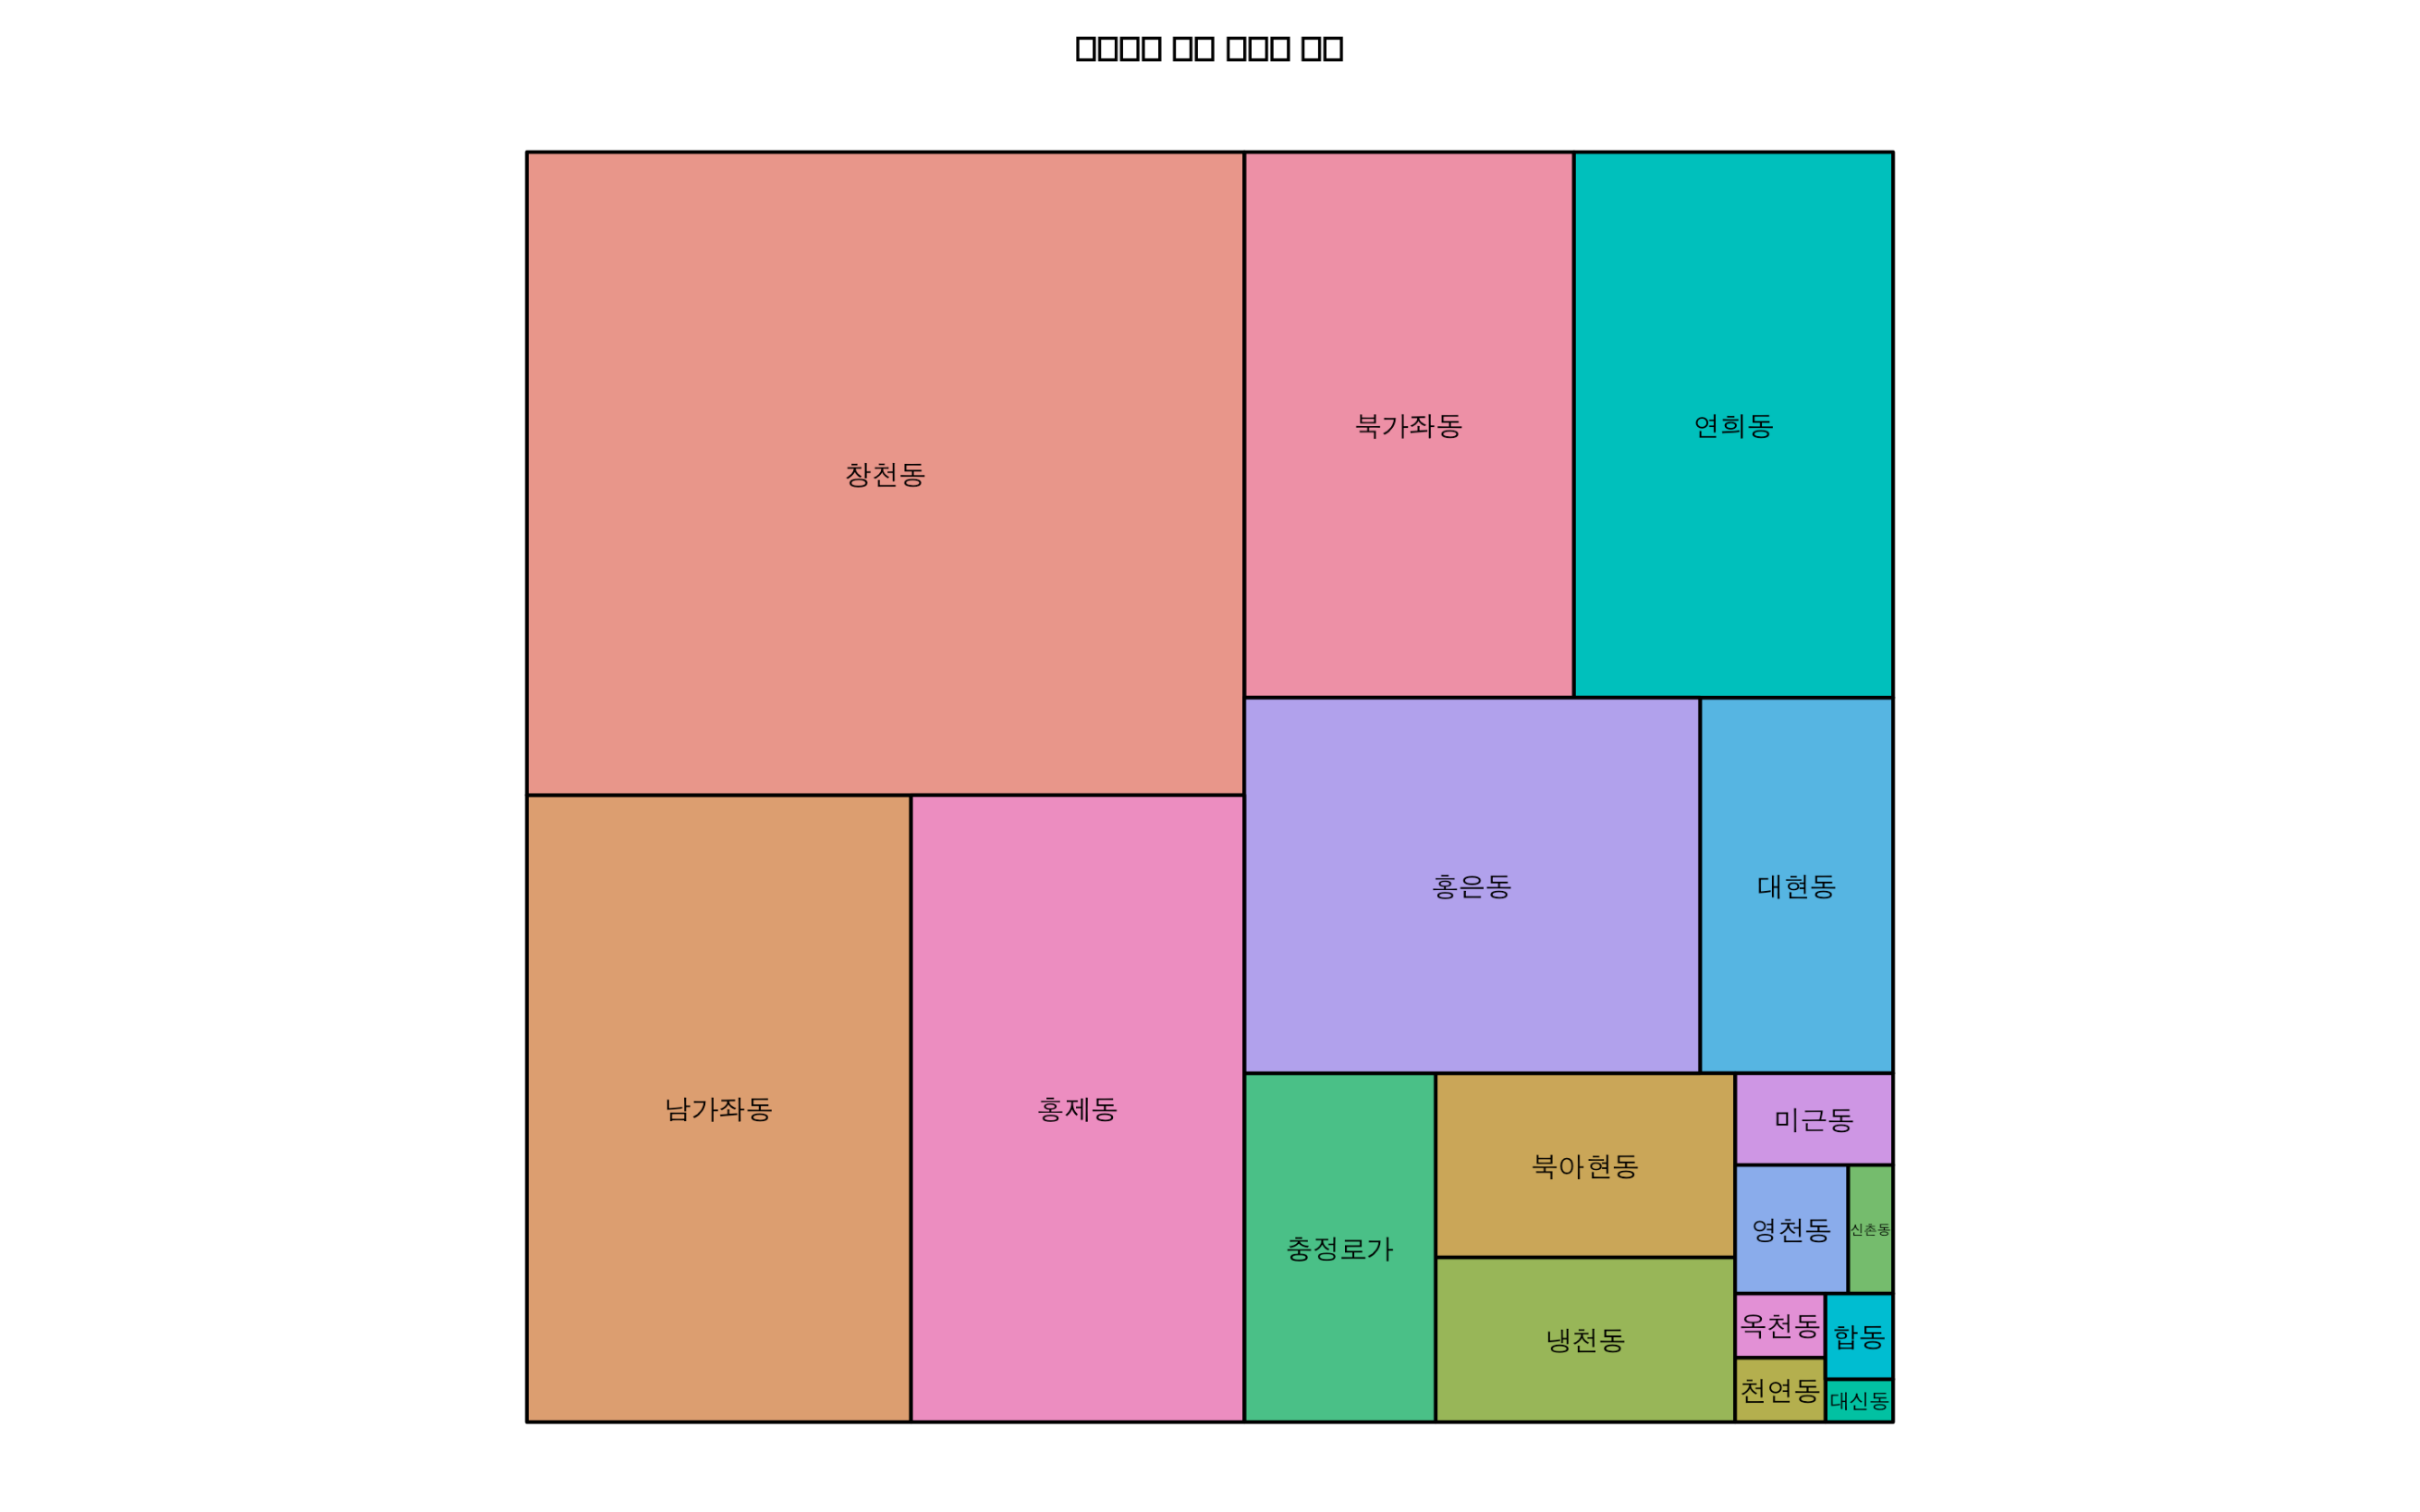 창천동
북가좌동
연희동
남가좌동
홍제동
홍은동
대현동
충정로가
북아현동
냉천동
미근동
영천동
신촌동
옥천동
합동
천연동
대신동